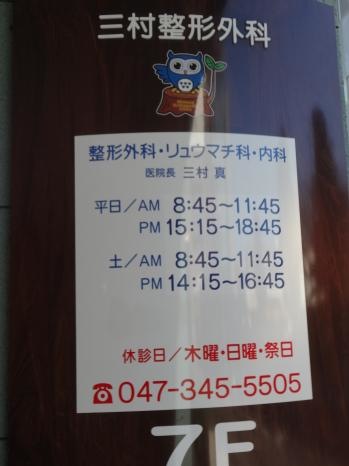 三村整形外科
整形外科・リュウマチ科・内科
医院長 三村 真
平日/AM 8:45~11:45
PM 15:15~18:45
土/AM 8:45~11:45
PM 14:15~16:45
休診日/木曜・日曜・祭日
☎047-345-5505
7F